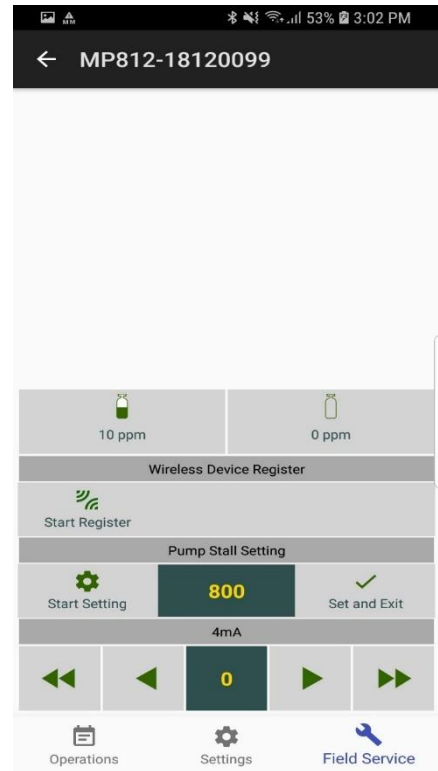 MM 53% 3:02 PM
MP812-18120099
10 ppm 0 ppm
Wireless Device Register
Start Register
Pump Stall Setting
Start Setting 800 Set and Exit
4mA
0
Operations Settings Field Service